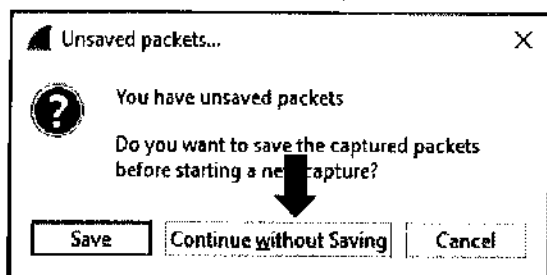 Unsaved packets...
You have unsaved packets
Do you want to save the captured packets
before starting a new capture?
Save Continue without Saving Cancel